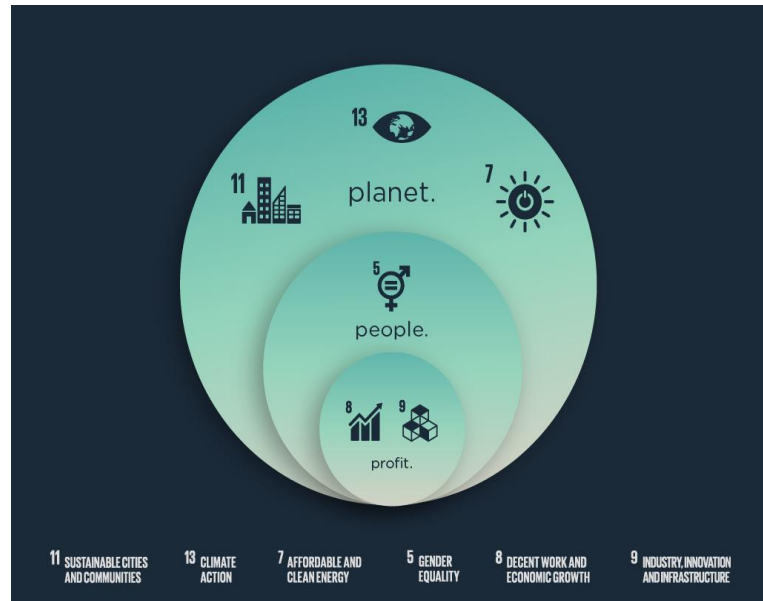 13
11
planet.
7
5
people.
8 9
profit.
11 SUSTAINABLE CITIES
AND COMMUNITIES
13 CLIMATE
ACTION
7 AFFORDABLE AND
CLEAN ENERGY
5 GENDER
EQUALITY
8 DECENT WORK AND
ECONOMIC GROWTH
9 INDUSTRY, INNOVATION
AND INFRASTRUCTURE